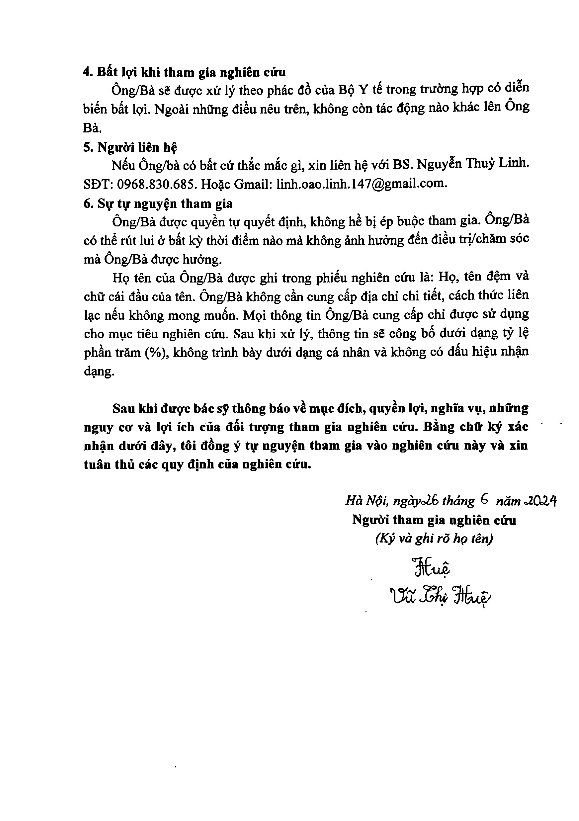 4. Bất lợi khi tham gia nghiên cứu
Ông/Bà sẽ được xử lý theo phác đồ của Bộ Y tế trong trường hợp có diễn
biến bất lợi. Ngoài những điều nêu trên, không còn tác động nào khác lên Ông
Bà.
5. Người liên hệ
Nếu Ông/bà có bất cứ thắc mắc gì, xin liên hệ với BS. Nguyễn Thuỳ Linh.
SĐT: 0968.830.685. Hoặc Gmail: linh.oao.linh.147@gmail.com.
6. Sự tự nguyện tham gia
Ông/Bà được quyền tự quyết định, không hề bị ép buộc tham gia. Ông/Bà
có thể rút lui ở bất kỳ thời điểm nào mà không ảnh hưởng đến điều trị/chăm sóc
mà Ông/Bà được hưởng.
Họ tên của Ông/Bà được ghi trong phiếu nghiên cứu là: Họ, tên đệm và
chữ cái đầu của tên. Ông/Bà không cần cung cấp địa chỉ chi tiết, cách thức liên
lạc nếu không mong muốn. Mọi thông tin Ông/Bà cung cấp chỉ được sử dụng
cho mục tiêu nghiên cứu. Sau khi xử lý, thông tin sẽ công bố dưới dạng tỷ lệ
phần trăm (%), không trình bày dưới dạng cá nhân và không có dấu hiệu nhận
dạng.
Sau khi được bác sỹ thông báo về mục đích, quyền lợi, nghĩa vụ, những
nguy cơ và lợi ích của đối tượng tham gia nghiên cứu. Bằng chữ ký xác
nhận dưới đây, tôi đồng ý tự nguyện tham gia vào nghiên cứu này và xin
tuân thủ các quy định của nghiên cứu.
Hà Nội, ngày 26 tháng 6 năm 2024
Người tham gia nghiên cứu
(Ký và ghi rõ họ tên)
Huệ
Vũ Thị Huệ